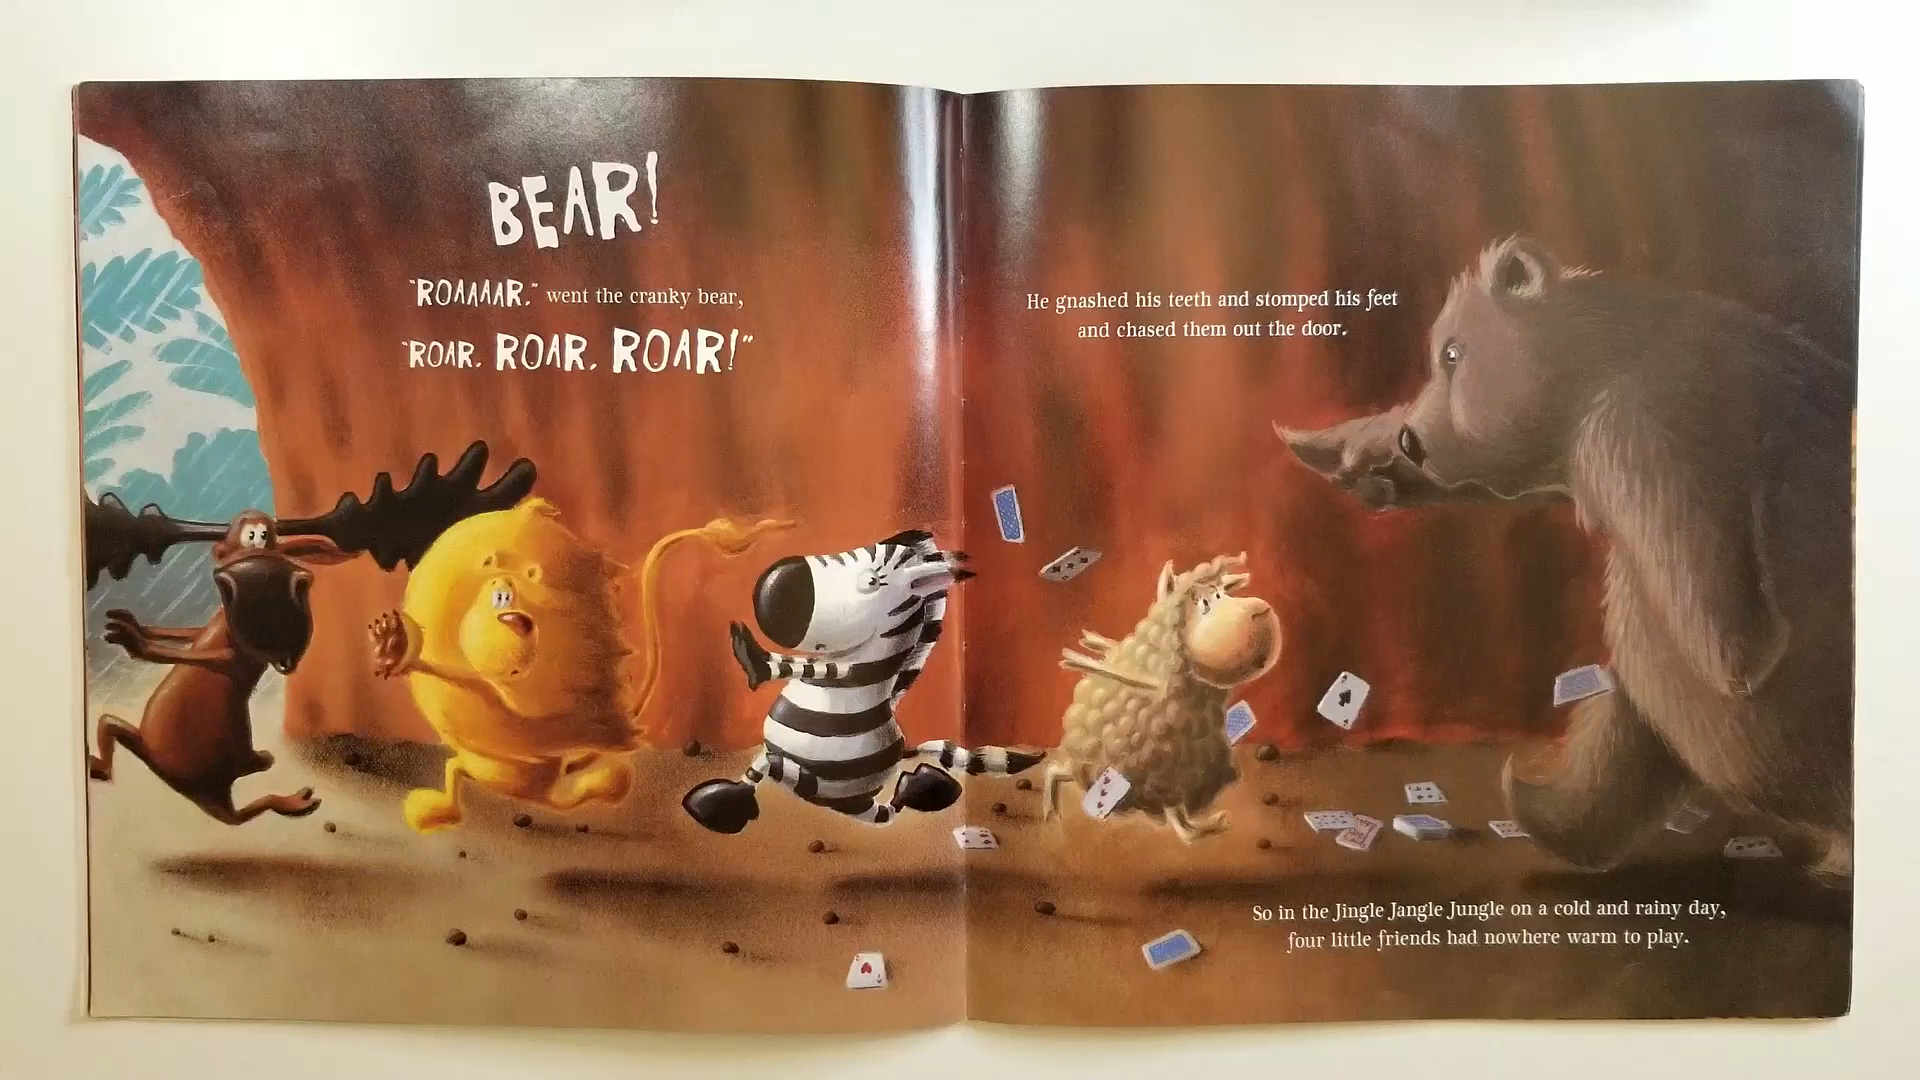 BEAR!
"ROAAAAR," went the cranky bear,
"ROAR, ROAR, ROAR!"
He gnashed his teeth and stomped his feet
and chased them out the door.
So in the Jingle Jangle Jungle on a cold and rainy day,
four little friends had nowhere warm to play.